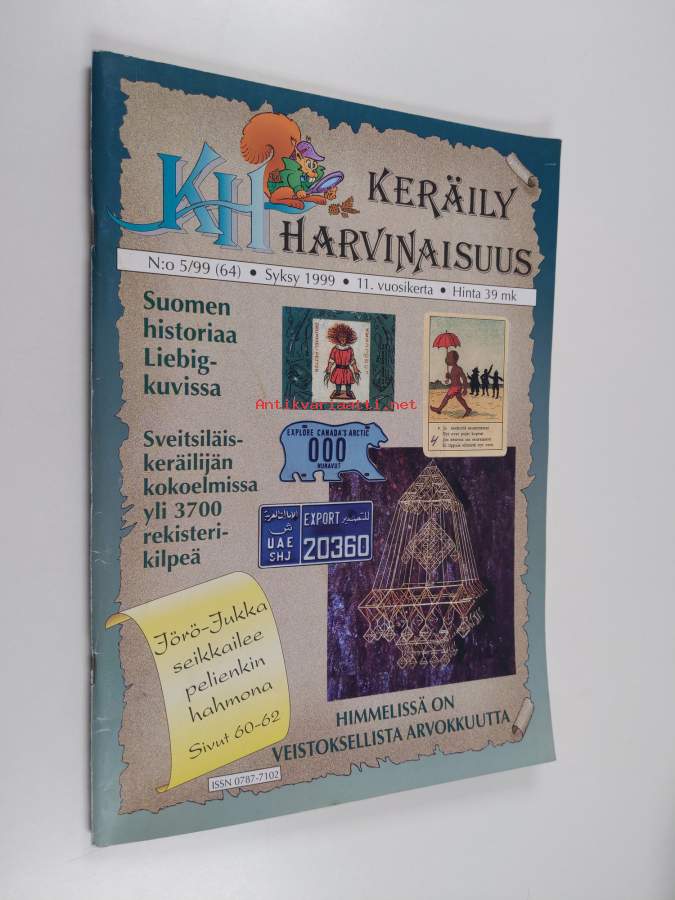 KH
KERÄILY
HARVINAISUUS
N:o 5/99 (64) • Syksy 1999 • 11. vuosikerta • Hinta 39 mk
Suomen
historiaa
Liebig-
kuvissa
Sveitsiläis-
keräilijän
kokoelmissa
yli 3700
rekisteri-
kilpeä
Antikvariaatti.net
EXPLORE CANADA'S ARCTIC
000
NUNAVUT
UAE
SHJ
EXPORT
20360
4
Jörö-Jukka
seikkailee
pelienkin
hahmona
Sivut 60-62
HIMMELISSÄ ON
VEISTOKSELLISTA ARVOKKUUTTA
ISSN 0787-7102